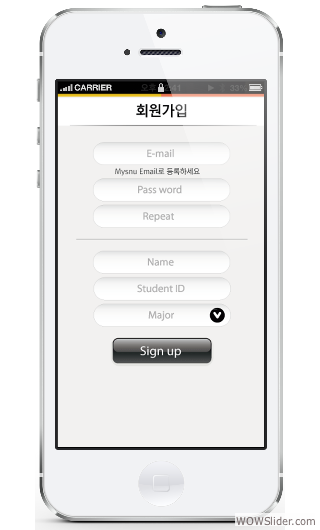 CARRIER
회원가입
E-mail
Mysnu Email로 등록하세요
Pass word
Repeat
Name
Student ID
Major
Sign up
WOWSlider.com